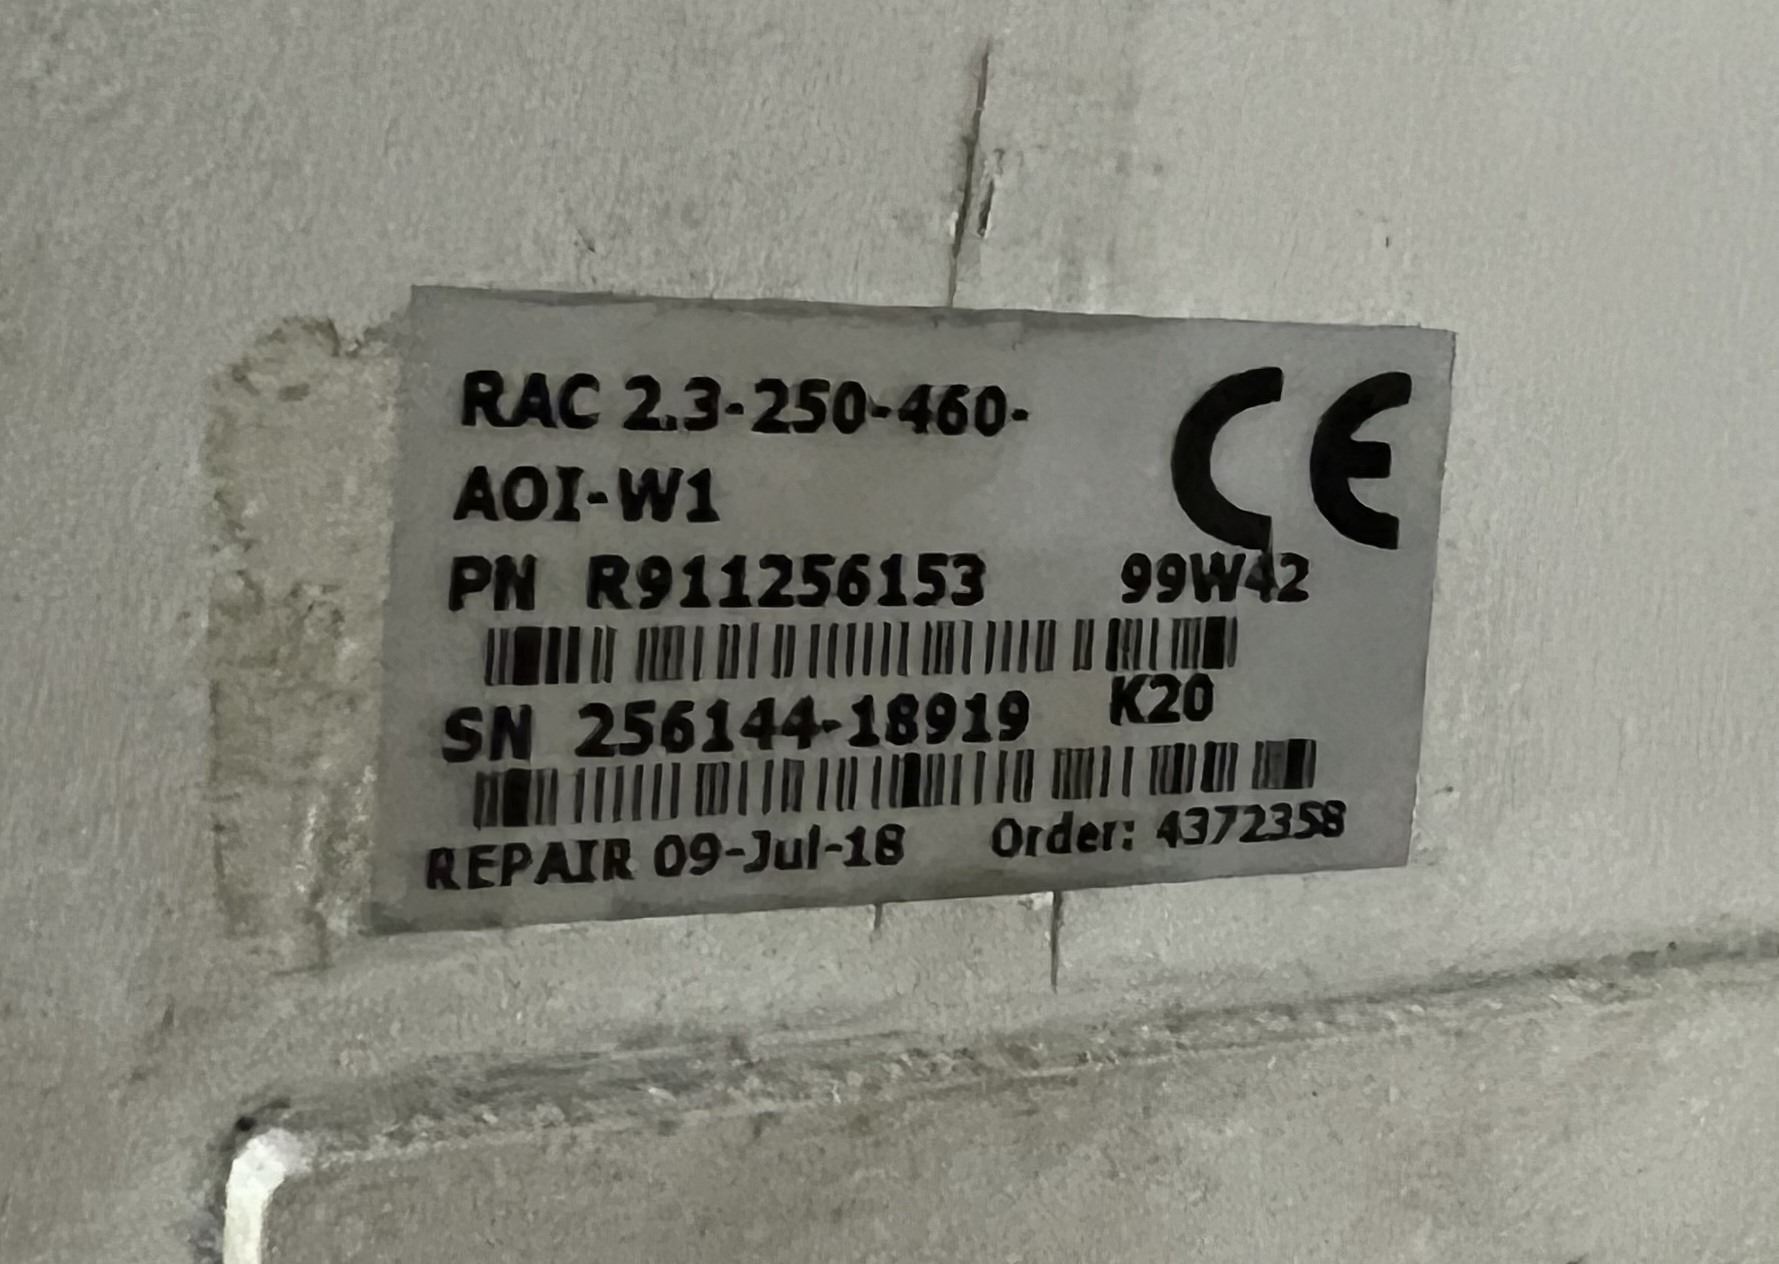 RAC 2.3-250-460-
AOI-W1
CE
PN R911256153 99W42
SN 256144-18919 K20
REPAIR 09-Jul-18 Order: 4372358